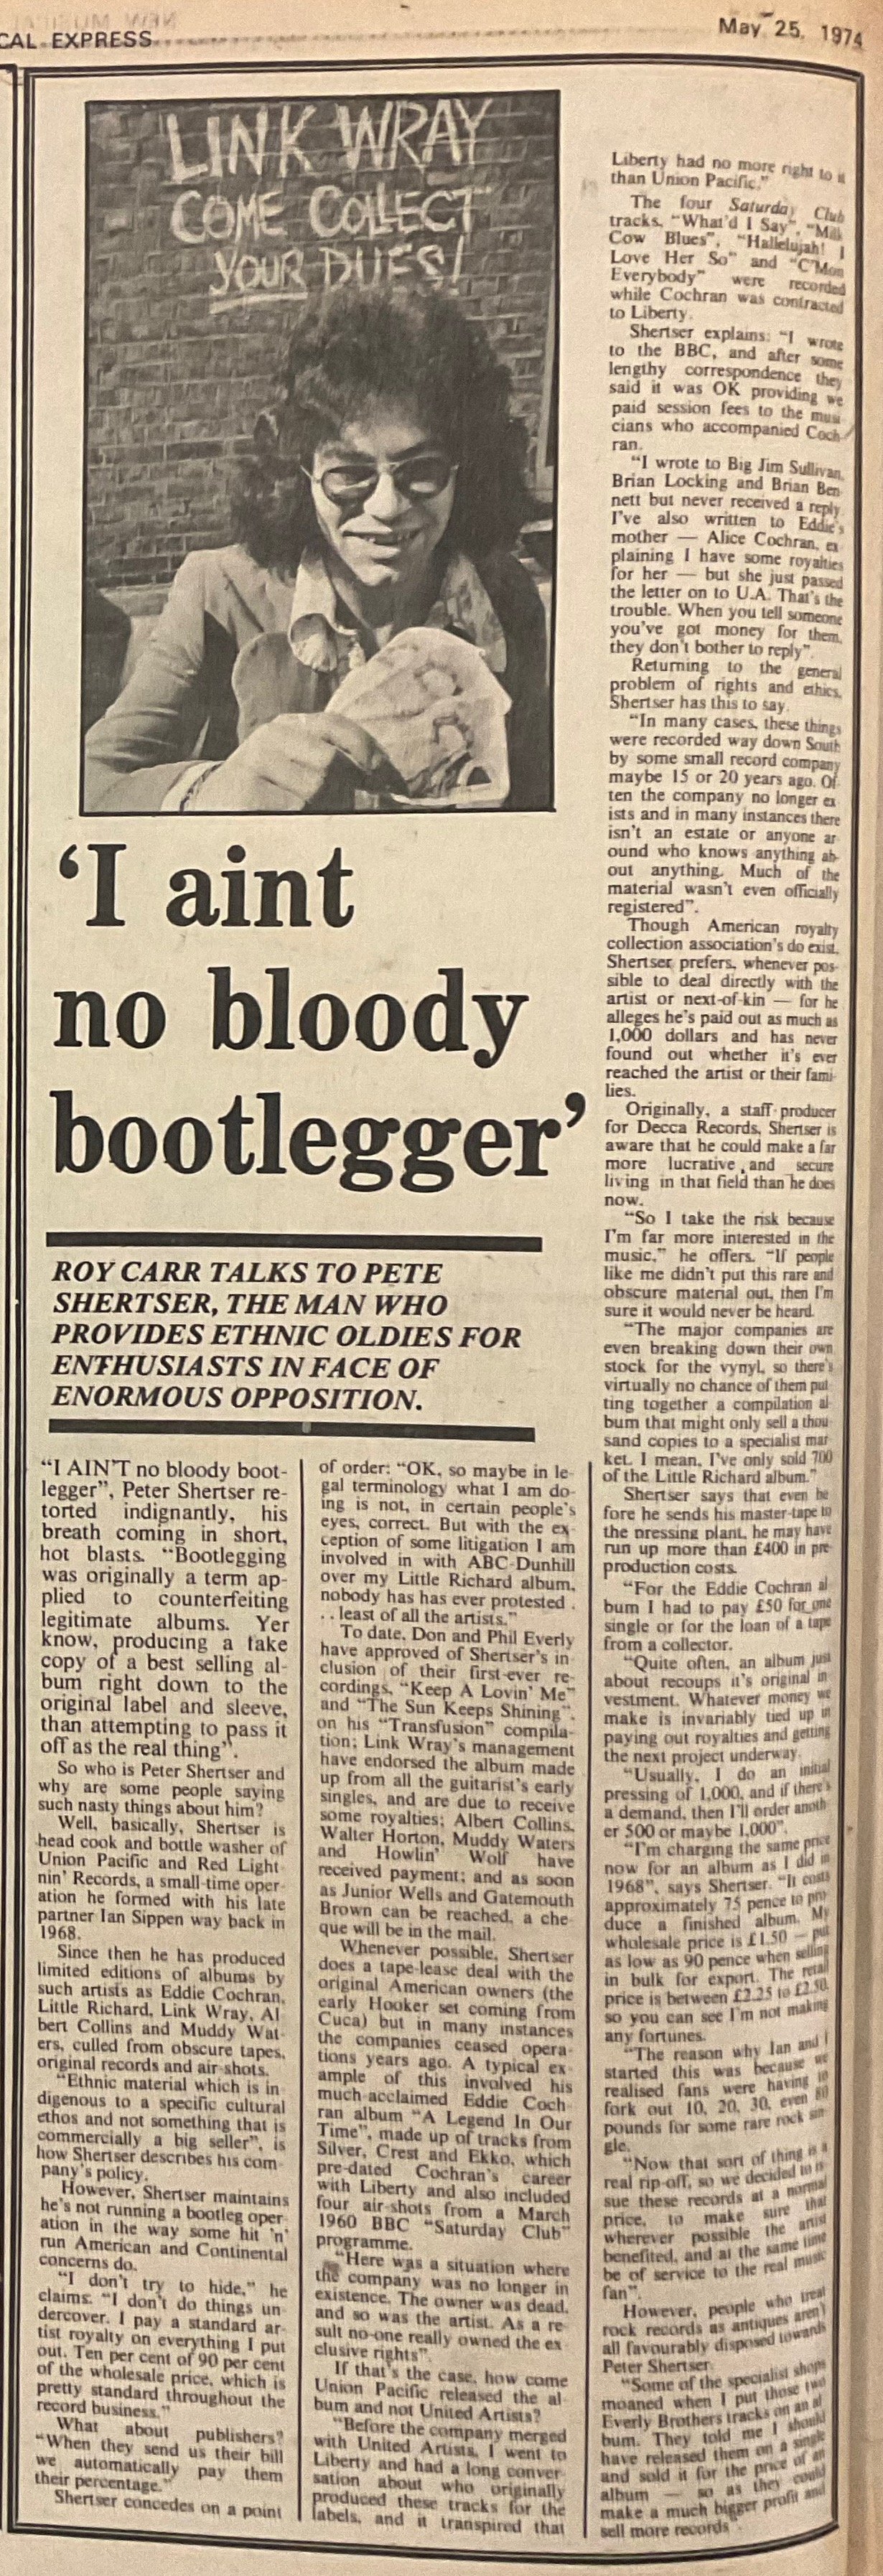 CAL EXPRESS
May 25, 1974
LINK WRAY
COME COLLECT
YOUR DUES!
‘I aint
no bloody
bootlegger’
ROY CARR TALKS TO PETE
SHERTSER, THE MAN WHO
PROVIDES ETHNIC OLDIES FOR
ENTHUSIASTS IN FACE OF
ENORMOUS OPPOSITION.
“I AIN'T no bloody boot-
legger”, Peter Shertser re-
torted indignantly, his
breath coming in short,
hot blasts. “Bootlegging
was originally a term ap-
plied to counterfeiting
legitimate albums. Yer
know, producing a fake
copy of a best selling al-
bum right down to the
original label and sleeve,
than attempting to pass it
off as the real thing”.
So who is Peter Shertser and
why are some people saying
such nasty things about him?
Well, basically, Shertser is
head cook and bottle washer of
Union Pacific and Red Light-
nin' Records, a small-time oper-
ation he formed with his late
partner Ian Sippen way back in
1968.
Since then he has produced
limited editions of albums by
such artists as Eddie Cochran,
Little Richard, Link Wray, Al
bert Collins and Muddy Wat-
ers, culled from obscure tapes,
original records and air-shots.
“Ethnic material which is in-
digenous to a specific cultural
ethos and not something that is
commercially a big seller”, is
how Shertser describes his com-
pany's policy.
However, Shertser maintains
he's not running a bootleg oper-
ation in the way some hit 'n'
run American and Continental
concerns do.
“I don't try to hide,” he
claims. “I don't do things un-
dercover. I pay a standard ar-
tist royalty on everything I put
out. Ten per cent of 90 per cent
of the wholesale price, which is
pretty standard throughout the
record business.”
What about publishers?
“When they send us their bill
we automatically pay them
their percentage.”
Shertser concedes on a point
of order: “OK, so maybe in le-
gal terminology what I am do-
ing is not, in certain people's
eyes, correct. But with the ex-
ception of some litigation I am
involved in with ABC-Dunhill
over my Little Richard album,
nobody has has ever protested .
. . least of all the artists.”
To date, Don and Phil Everly
have approved of Shertser's in-
clusion of their first-ever re-
cordings, “Keep A Lovin' Me”
and “The Sun Keeps Shining”,
on his “Transfusion” compila-
tion; Link Wray's management
have endorsed the album made
up from all the guitarist's early
singles, and are due to receive
some royalties; Albert Collins,
Walter Horton, Muddy Waters
and Howlin' Wolf have
received payment; and as soon
as Junior Wells and Gatemouth
Brown can be reached, a che-
que will be in the mail.
Whenever possible, Shertser
does a tape-lease deal with the
original American owners (the
early Hooker set coming from
Cuca) but in many instances
the companies ceased opera-
tions years ago. A typical ex-
ample of this involved his
much-acclaimed Eddie Coch-
ran album “A Legend In Our
Time”, made up of tracks from
Silver, Crest and Ekko, which
pre-dated Cochran's career
with Liberty and also included
four air-shots from a March
1960 BBC “Saturday Club”
programme.
“Here was a situation where
the company was no longer in
existence. The owner was dead,
and so was the artist. As a re-
sult no-one really owned the ex
clusive rights”.
If that's the case, how come
Union Pacific released the al-
bum and not United Artists?
“Before the company merged
with United Artists, I went to
Liberty and had a long conver-
sation about who originally
produced these tracks for the
labels, and it transpired that
Liberty had no more right to it
than Union Pacific.”
The four Saturday Club
tracks, “What'd I Say”, “Milk
Cow Blues”, “Hallelujah! I
Love Her So” and “C'Mon
Everybody” were recorded
while Cochran was contracted
to Liberty.
Shertser explains: “I wrote
to the BBC, and after some
lengthy correspondence they
said it was OK providing we
paid session fees to the musi
cians who accompanied Coch-
ran.
“I wrote to Big Jim Sullivan,
Brian Locking and Brian Ben
nett but never received a reply.
I've also written to Eddie's
mother — Alice Cochran, ex
plaining I have some royalties
for her — but she just passed
the letter on to U.A. That's the
trouble. When you tell someone
you've got money for them,
they don't bother to reply”.
Returning to the general
problem of rights and ethics,
Shertser has this to say.
“In many cases, these things
were recorded way down South
by some small record company
maybe 15 or 20 years ago. Of
ten the company no longer ex
ists and in many instances there
isn't an estate or anyone ar
ound who knows anything ab-
out anything. Much of the
material wasn't even officially
registered”.
Though American royalty
collection association's do exist,
Shertser prefers, whenever pos-
sible to deal directly with the
artist or next-of-kin — for he
alleges he's paid out as much as
1,000 dollars and has never
found out whether it's ever
reached the artist or their fami-
lies.
Originally, a staff-producer
for Decca Records, Shertser is
aware that he could make a far
more lucrative and secure
living in that field than he does
now.
“So I take the risk because
I'm far more interested in the
music,” he offers. “If people
like me didn't put this rare and
obscure material out, then I'm
sure it would never be heard.
“The major companies are
even breaking down their own
stock for the vynyl, so there's
virtually no chance of them put
ting together a compilation al
bum that might only sell a thou
sand copies to a specialist mar
ket. I mean, I've only sold 700
of the Little Richard album.”
Shertser says that even be
fore he sends his master-tape to
the pressing plant, he may have
run up more than £400 in pre-
production costs.
“For the Eddie Cochran al
bum I had to pay £50 for one
single or for the loan of a tape
from a collector.
“Quite often, an album just
about recoups it's original in
vestment. Whatever money we
make is invariably tied up in
paying out royalties and getting
the next project underway.
“Usually, I do an initial
pressing of 1,000, and if there's
a demand, then I'll order anoth
er 500 or maybe 1,000”.
“I'm charging the same price
now for an album as I did in
1968”, says Shertser. “It costs
approximately 75 pence to pro
duce a finished album. My
wholesale price is £1.50 — put
as low as 90 pence when selling
in bulk for export. The retail
price is between £2.25 to £2.50,
so you can see I'm not making
any fortunes.
“The reason why Ian and I
started this was because we
realised fans were having to
fork out 10, 20, 30, even 80
pounds for some rare rock sin-
gle.
“Now that sort of thing is a
real rip-off, so we decided to is
sue these records at a normal
price, to make sure that
wherever possible the artist
benefited, and at the same time
be of service to the real music
fan”.
However, people who treat
rock records as antiques aren't
all favourably disposed towards
Peter Shertser.
“Some of the specialist shops
moaned when I put those two
Everly Brothers tracks on an al
bum. They told me I should
have released them on a single
and sold it for the price of an
album — so as they could
make a much bigger profit and
sell more records”